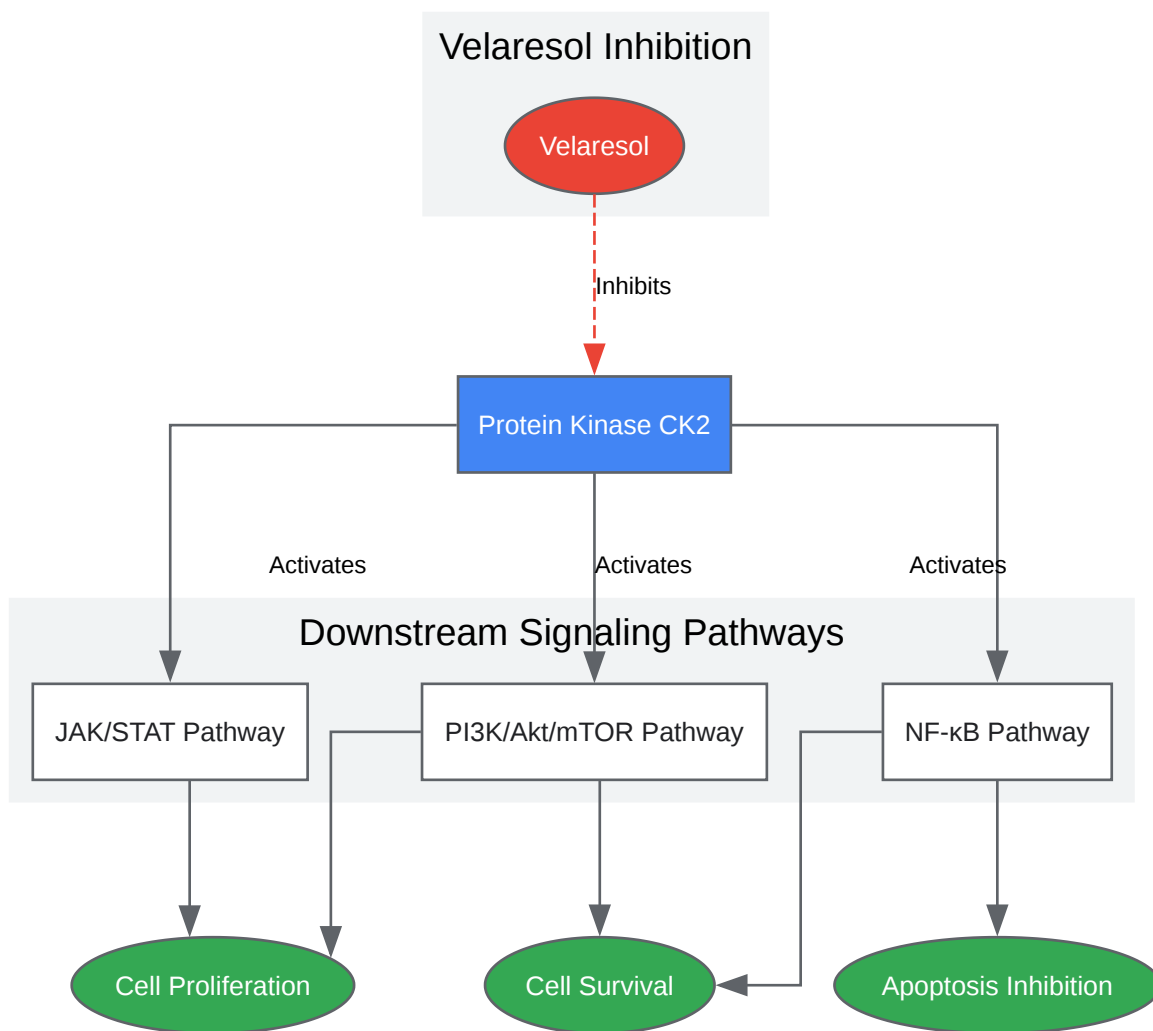 Velaresol Inhibition
Velaresol
Inhibits
Protein Kinase CK2
Activates
Activates
Activates
Downstream Signaling Pathways
JAK/STAT Pathway
PI3K/Akt/mTOR Pathway
NF-κB Pathway
Cell Proliferation
Cell Survival
Apoptosis Inhibition